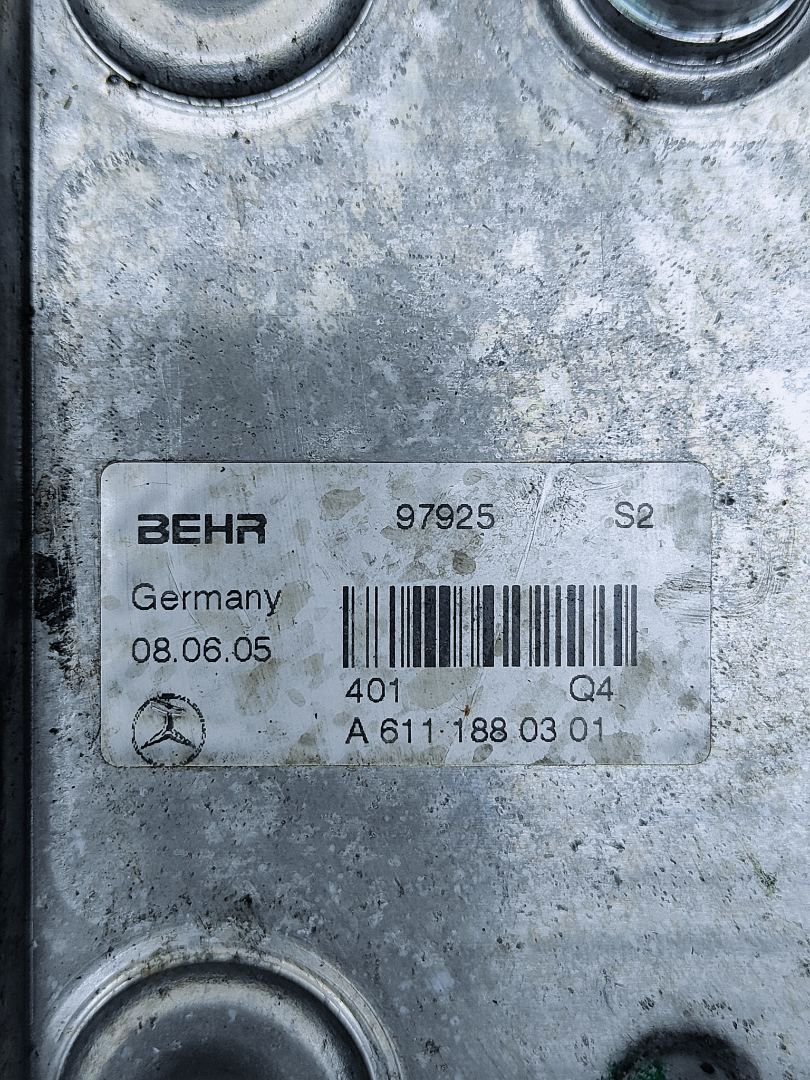 BEHR 97925 S2
Germany
08.06.05
401 Q4
A 611 188 03 01